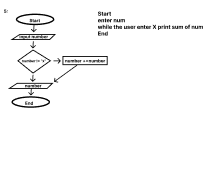 5:
Start
enter num
while the user enter X print sum of num
End
Start
input number
number != "x"
number +=number
number
End